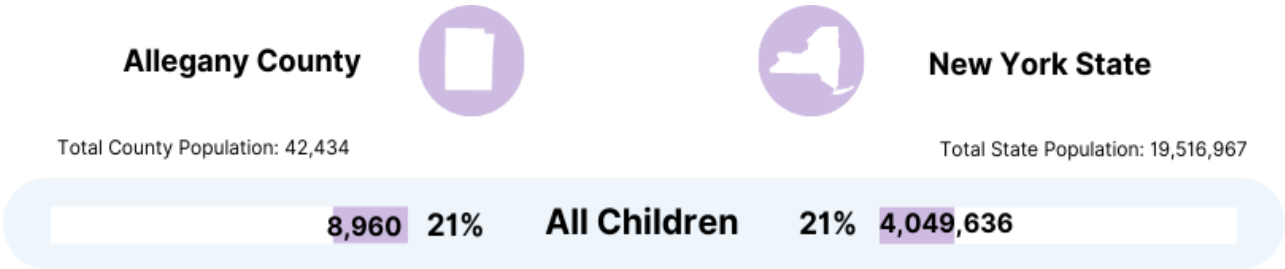 Allegany County
New York State
Total County Population: 42,434
Total State Population: 19,516,967
8,960 21% All Children 21% 4,049,636